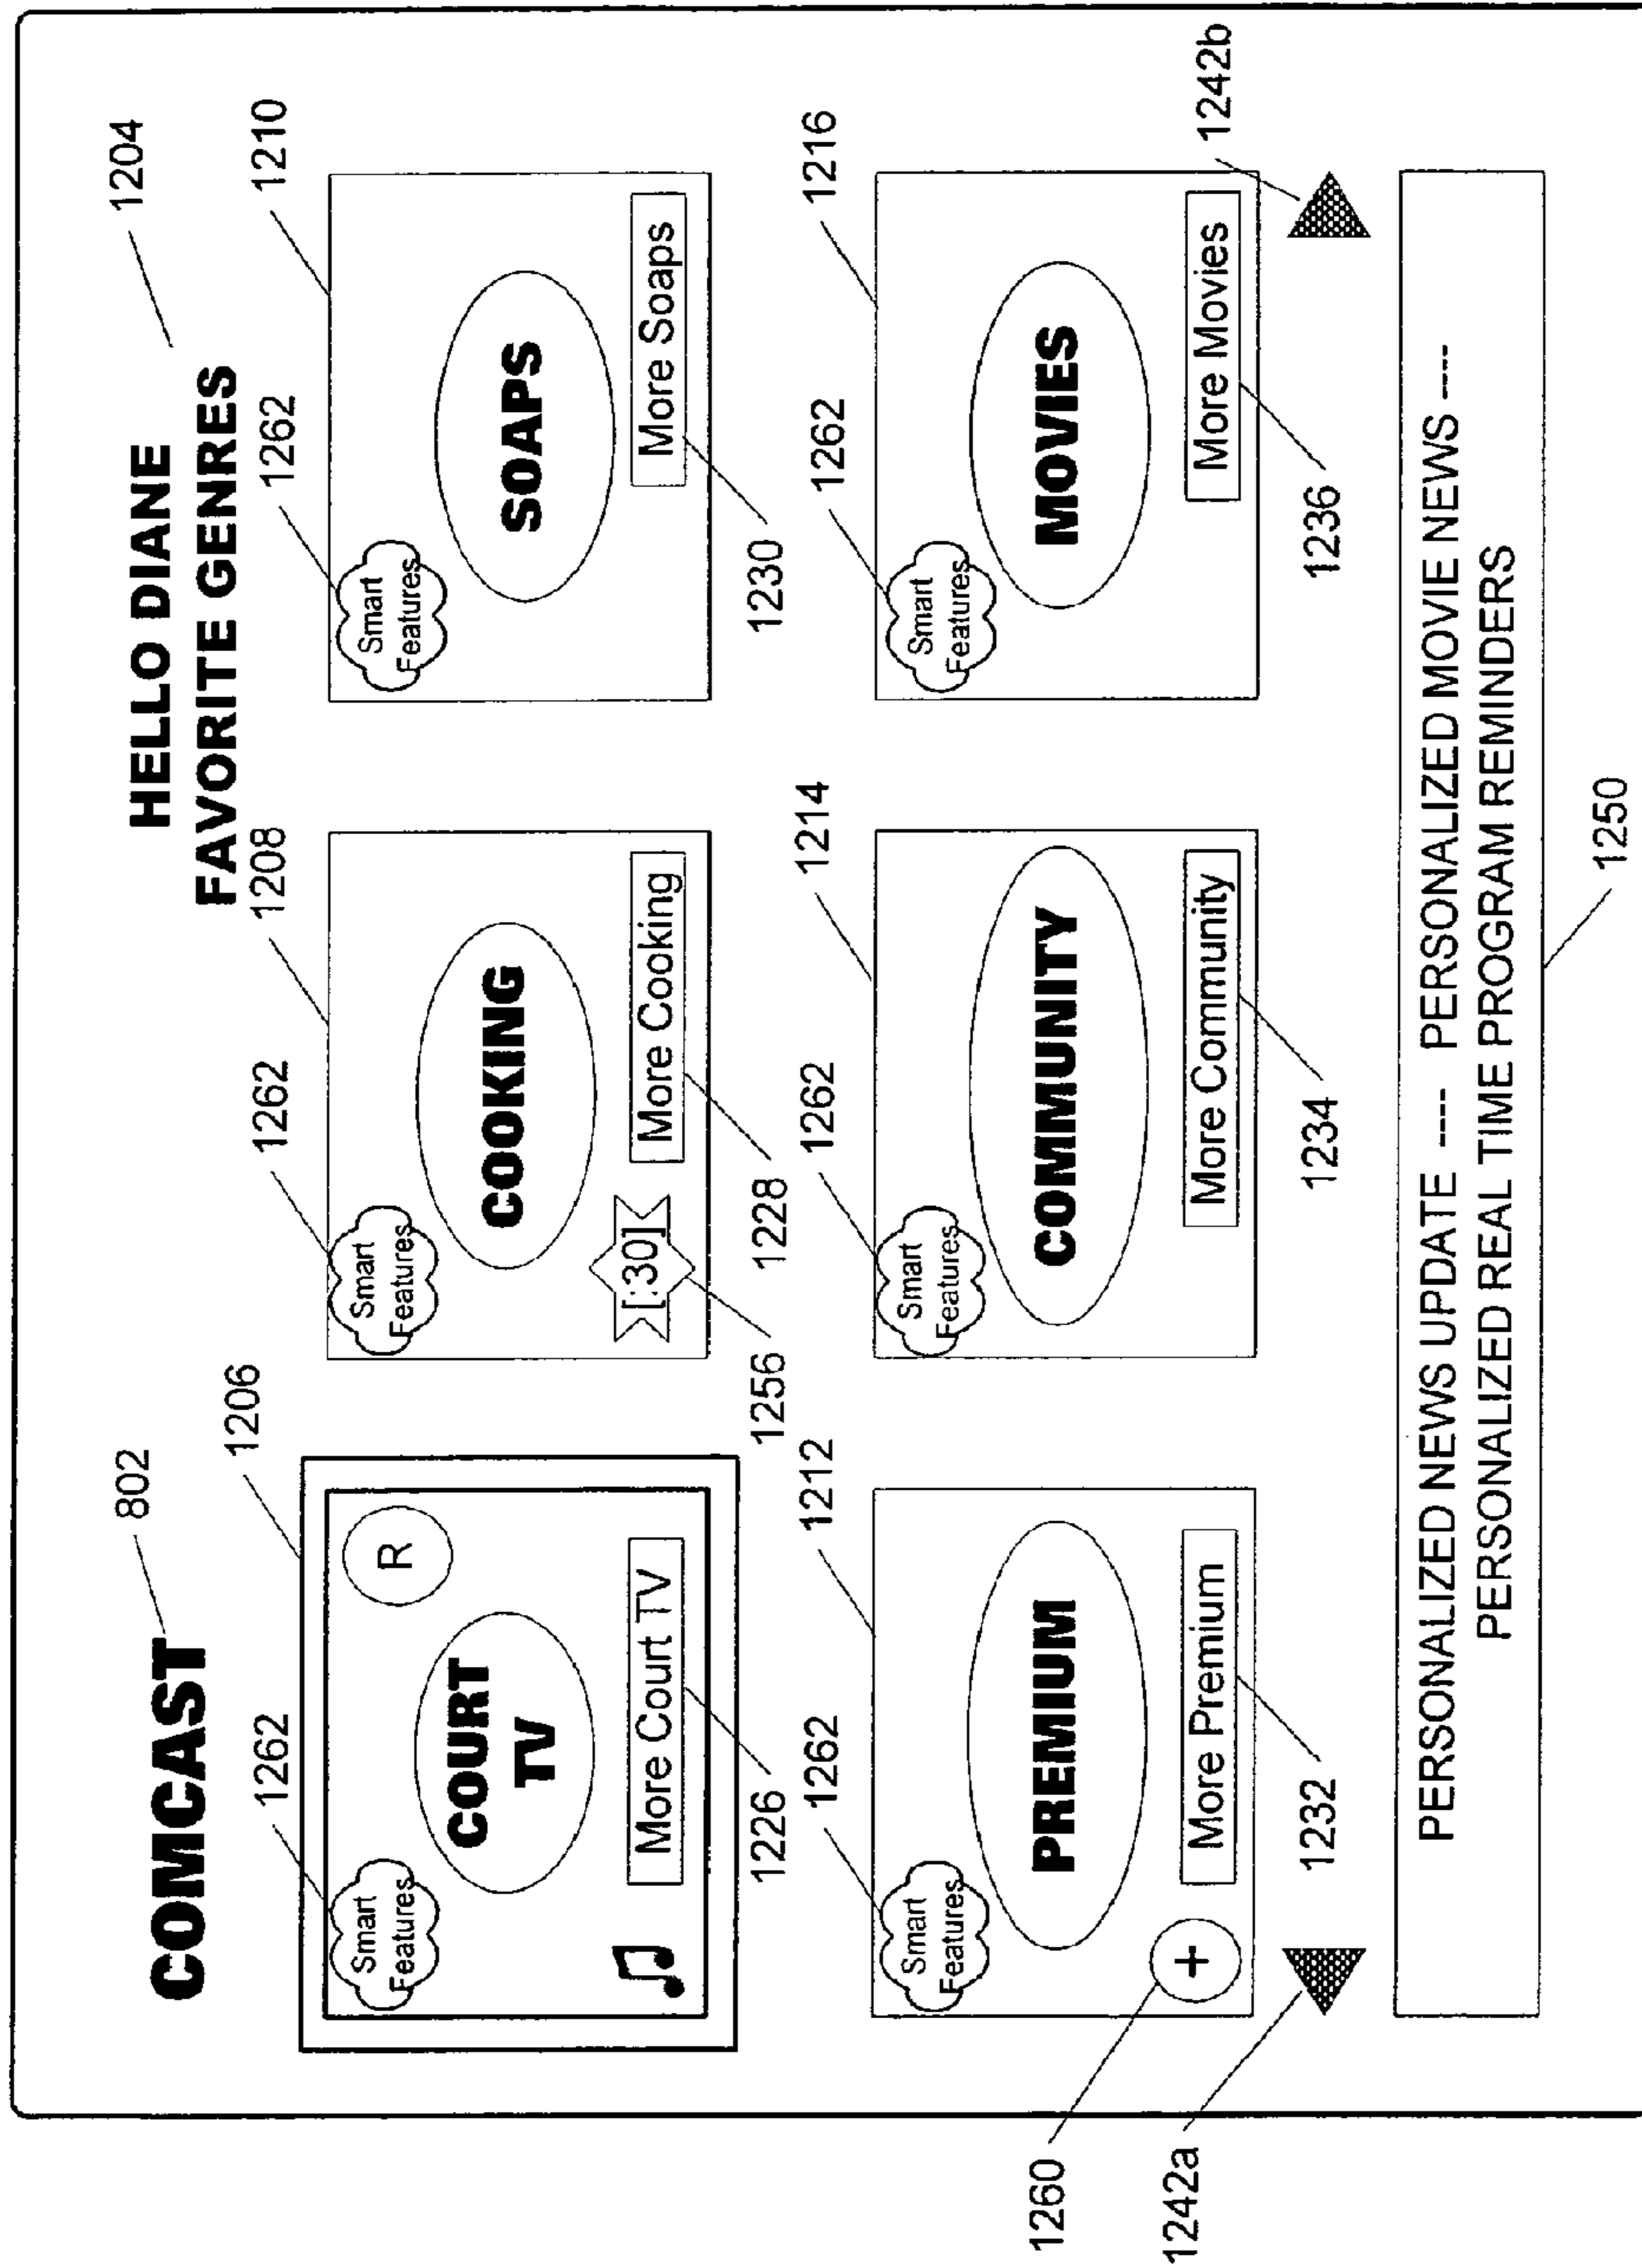 COMCAST
802
HELLO DIANE
FAVORITE GENRES
1204
1262
1206
1262
1208
1262
1210
Smart
Features
R
COURT
TV
More Court TV
Smart
Features
COOKING
[:30]
More Cooking
Smart
Features
SOAPS
More Soaps
1226
1256
1228
1230
1262
1212
1262
1214
1262
1216
Smart
Features
PREMIUM
+
More Premium
Smart
Features
COMMUNITY
More Community
Smart
Features
MOVIES
More Movies
1260
1242a
1232
1234
1236
1242b
PERSONALIZED NEWS UPDATE ---- PERSONALIZED MOVIE NEWS ----
PERSONALIZED REAL TIME PROGRAM REMINDERS
1250